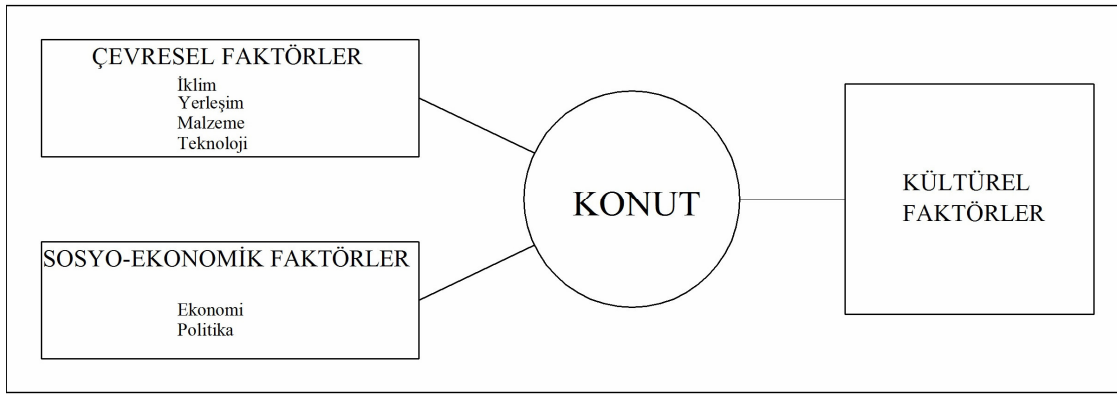 ÇEVRESEL FAKTÖRLER
İklim
Yerleşim
Malzeme
Teknoloji
SOSYO-EKONOMİK FAKTÖRLER
Ekonomi
Politika
KONUT
KÜLTÜREL
FAKTÖRLER